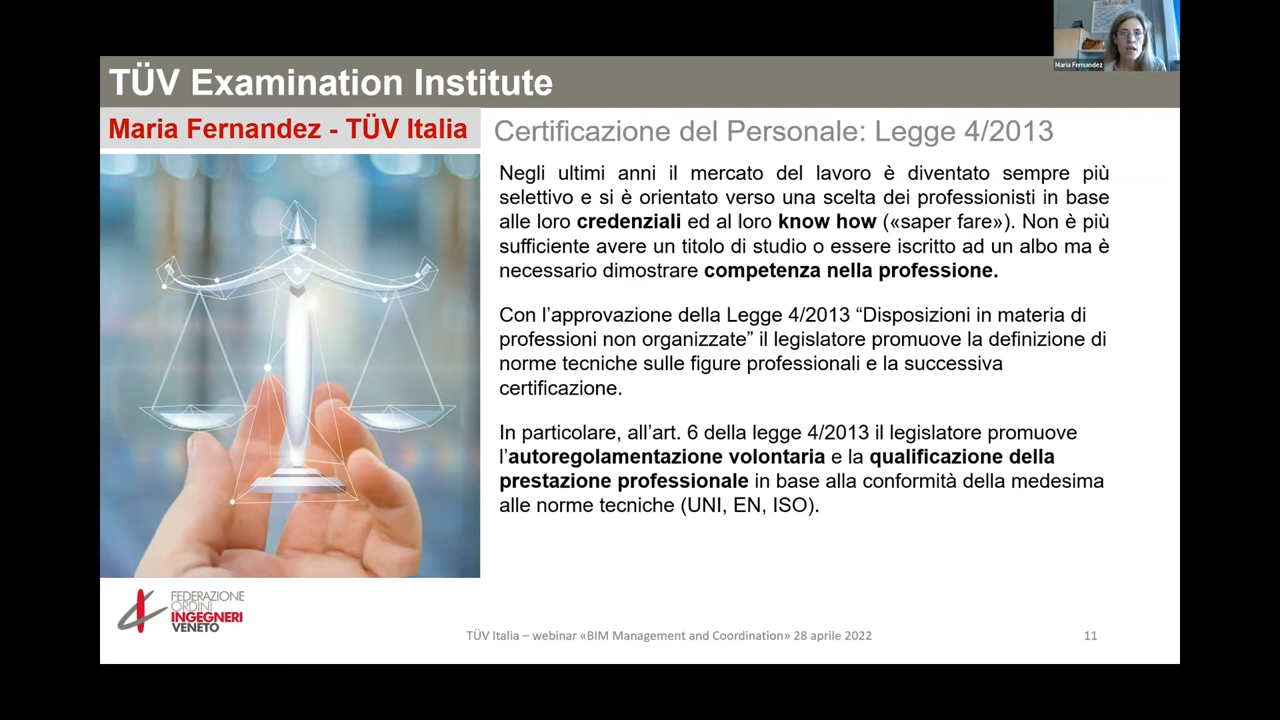 Maria Fernandez
TÜV Examination Institute
Maria Fernandez - TÜV Italia
Certificazione del Personale: Legge 4/2013
Negli ultimi anni il mercato del lavoro è diventato sempre più
selettivo e si è orientato verso una scelta dei professionisti in base
alle loro credenziali ed al loro know how («saper fare»). Non è più
sufficiente avere un titolo di studio o essere iscritto ad un albo ma è
necessario dimostrare competenza nella professione.
Con l’approvazione della Legge 4/2013 “Disposizioni in materia di
professioni non organizzate” il legislatore promuove la definizione di
norme tecniche sulle figure professionali e la successiva
certificazione.
In particolare, all’art. 6 della legge 4/2013 il legislatore promuove
l’autoregolamentazione volontaria e la qualificazione della
prestazione professionale in base alla conformità della medesima
alle norme tecniche (UNI, EN, ISO).
FEDERAZIONE
ORDINI
INGEGNERI
VENETO
TÜV Italia – webinar «BIM Management and Coordination» 28 aprile 2022
11